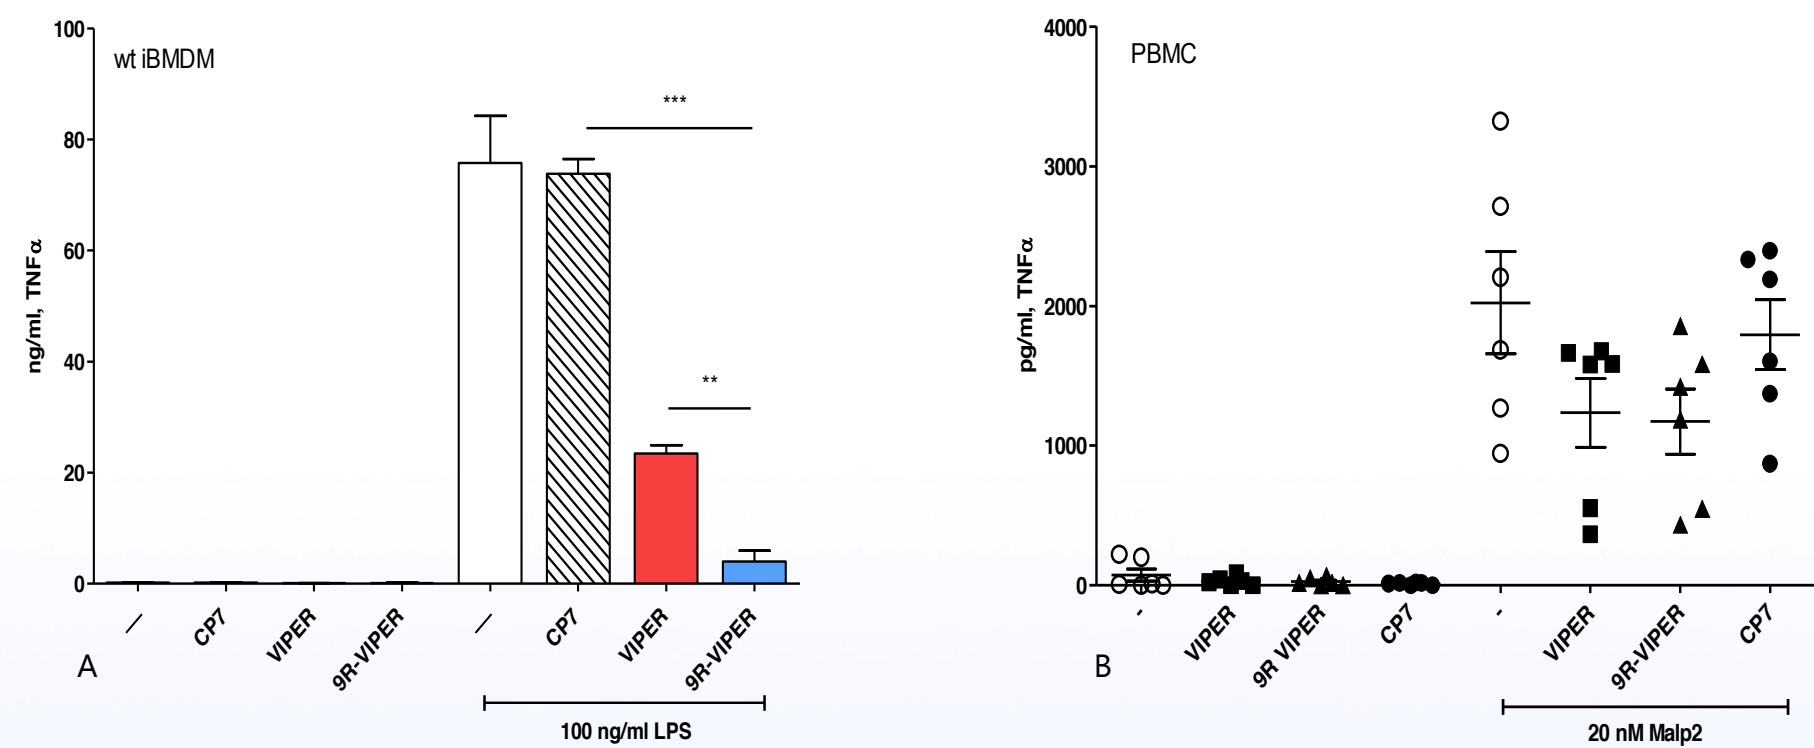 wt iBMDM
ng/ml, TNFα
100
80
60
40
20
0
***
**
/
CP7
VIPER
9R-VIPER
/
CP7
VIPER
9R-VIPER
100 ng/ml LPS
A
PBMC
pg/ml, TNFα
4000
3000
2000
1000
0
-
VIPER
9R VIPER
CP7
-
VIPER
9R-VIPER
CP7
20 nM Malp2
B